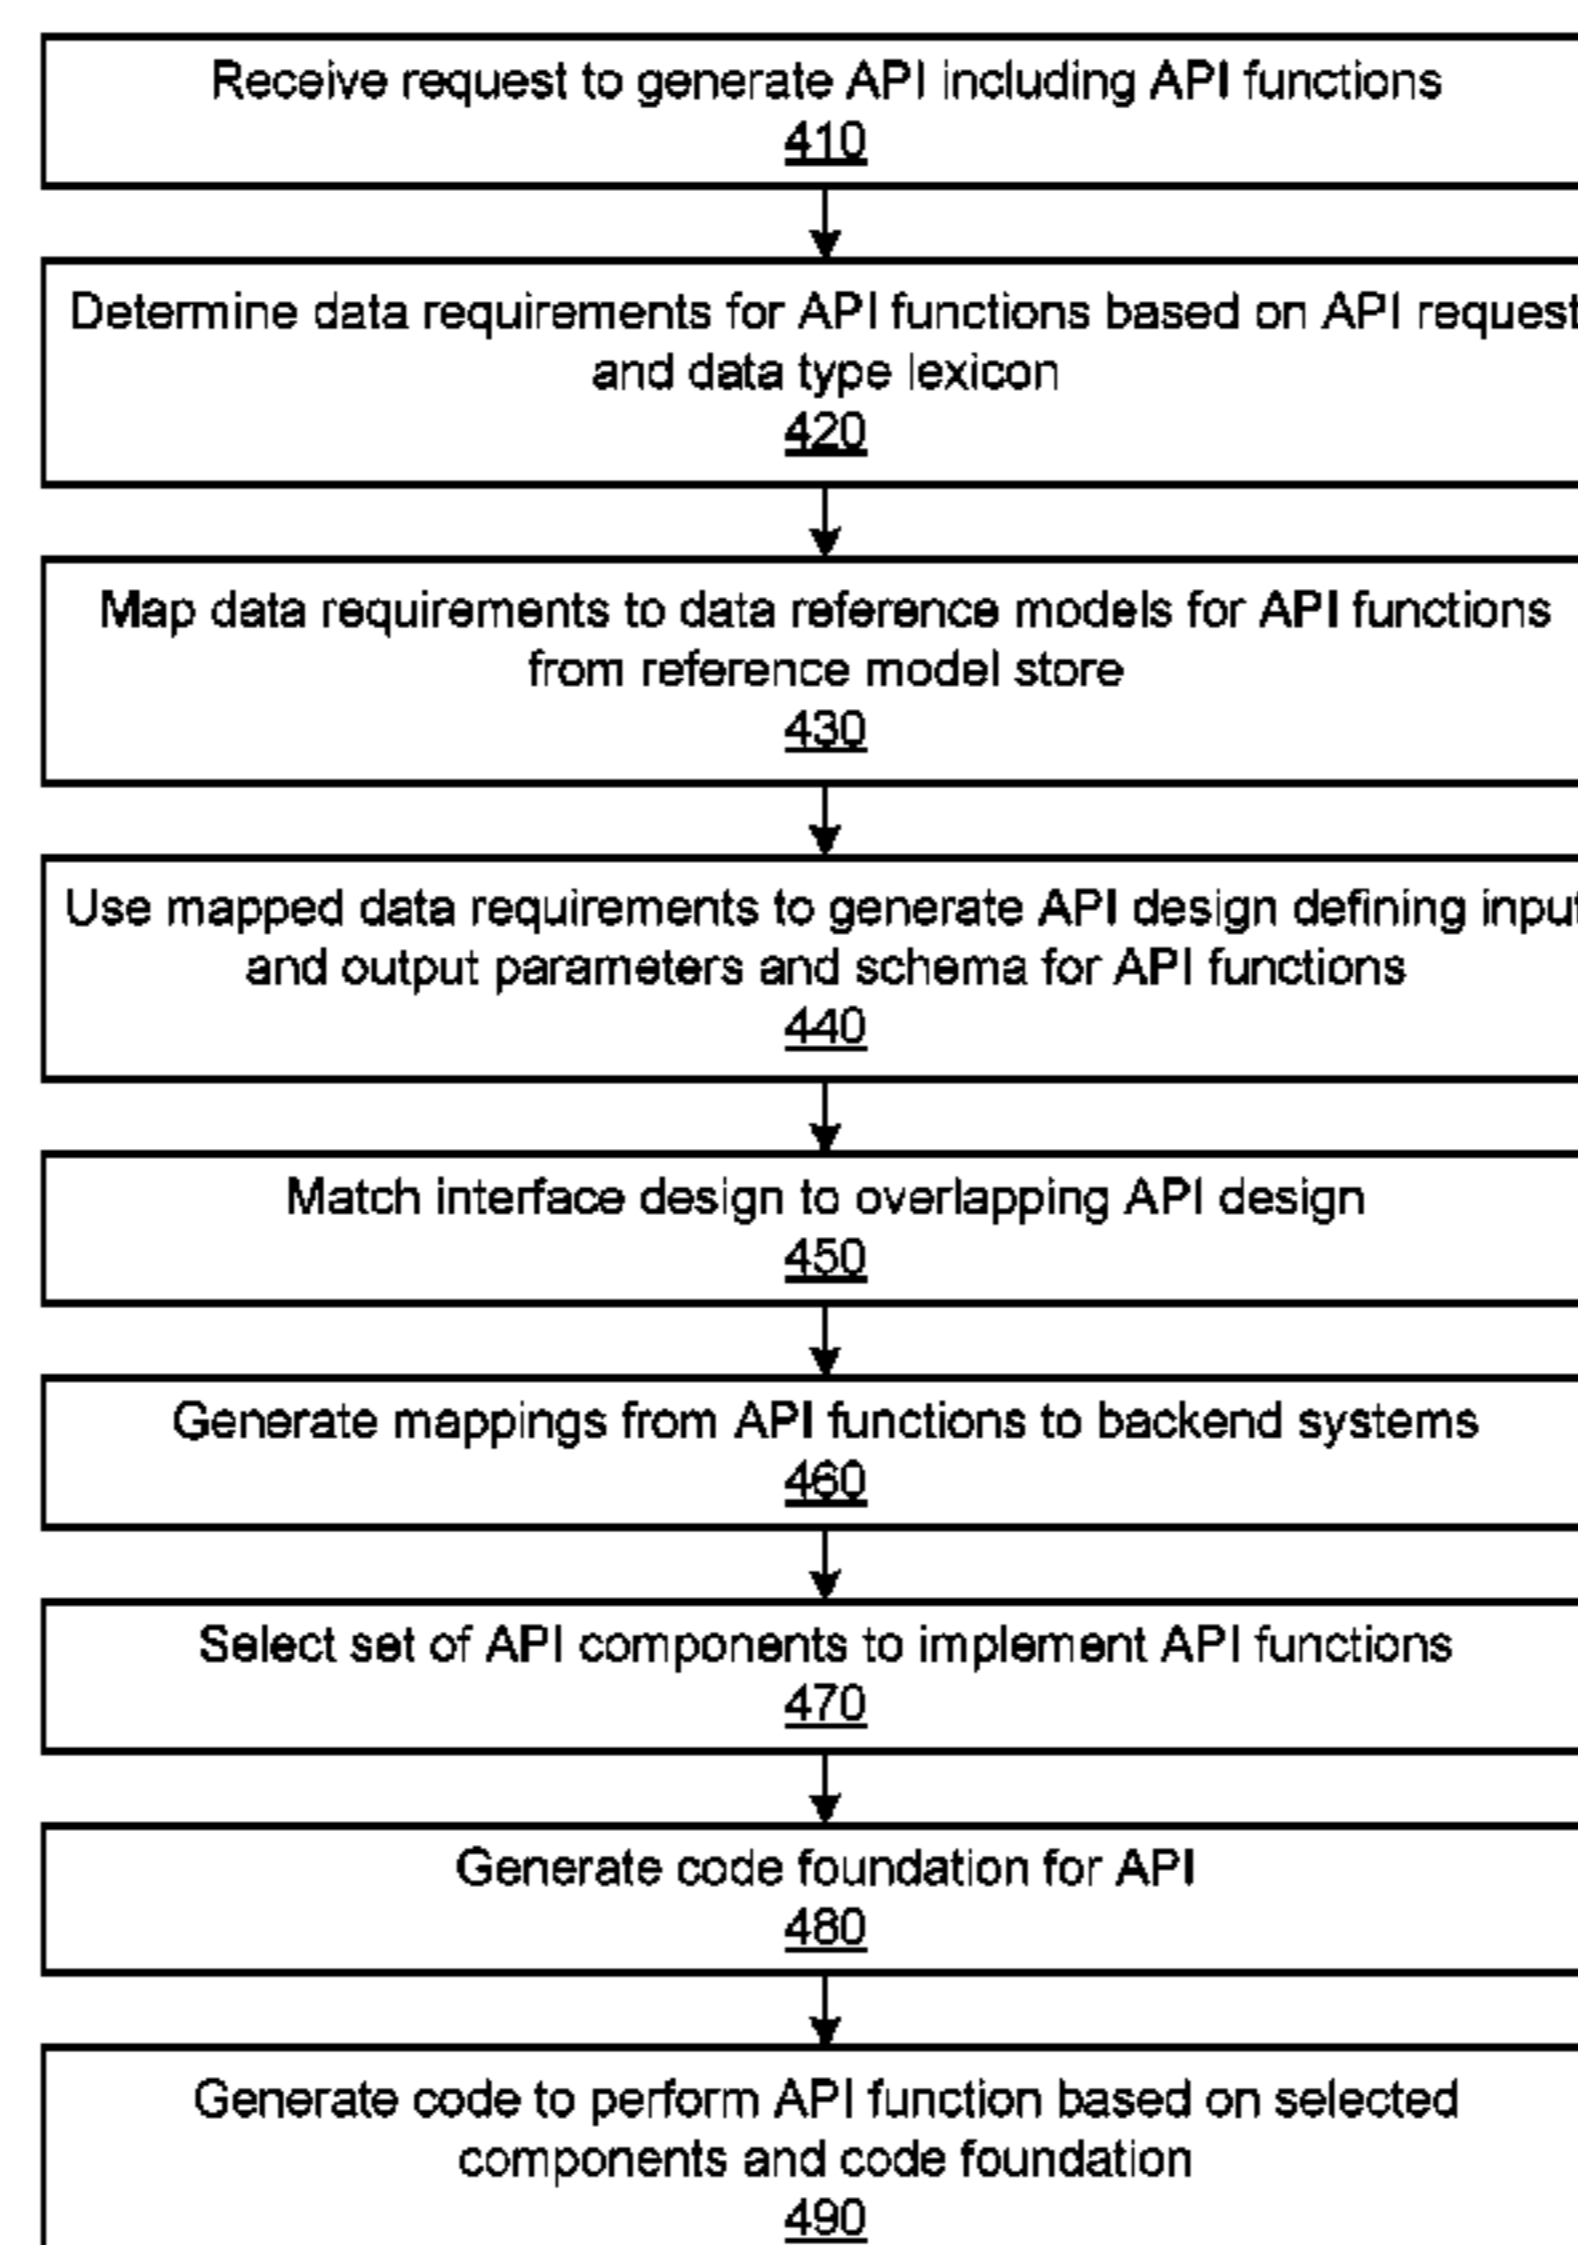 Receive request to generate API including API functions
410
Determine data requirements for API functions based on API request
and data type lexicon
420
Map data requirements to data reference models for API functions
from reference model store
430
Use mapped data requirements to generate API design defining input
and output parameters and schema for API functions
440
Match interface design to overlapping API design
450
Generate mappings from API functions to backend systems
460
Select set of API components to implement API functions
470
Generate code foundation for API
480
Generate code to perform API function based on selected
components and code foundation
490